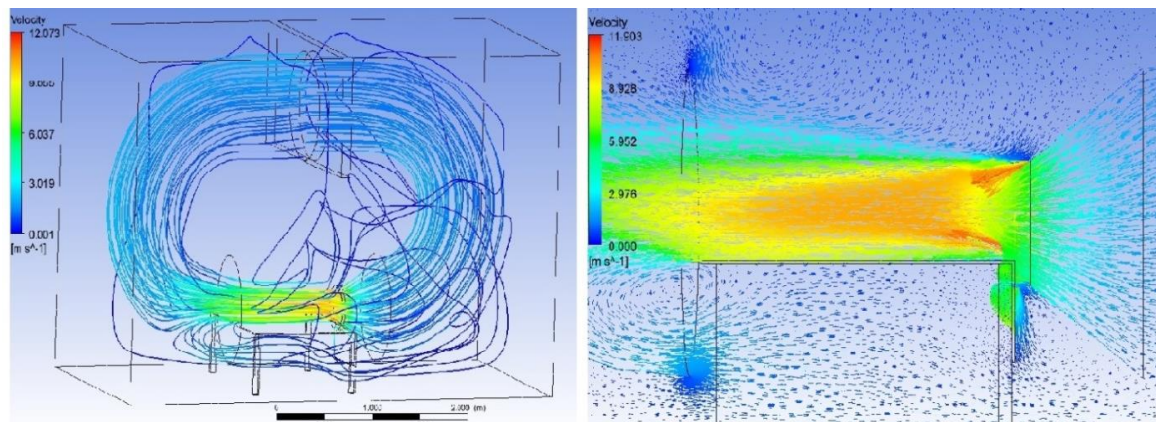 Velocity
12.073
9.055
6.037
3.019
0.001
[m s^-1]
0 1.000 2.000 (m)
Velocity
11.903
8.928
5.952
2.976
0.000
[m s^-1]